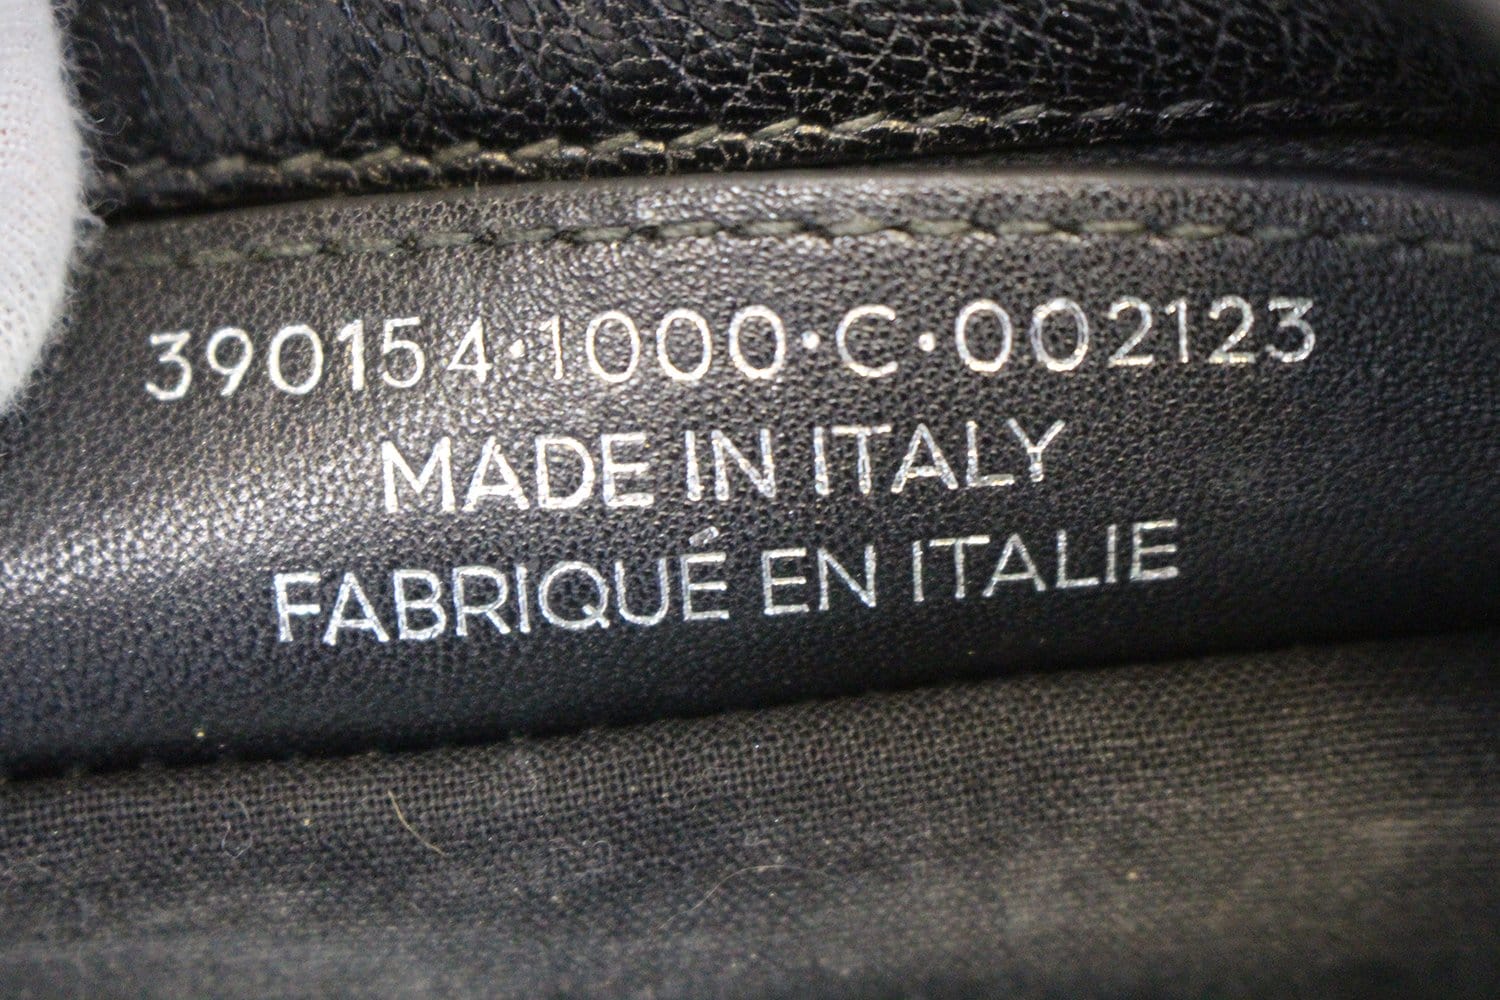 390154·1000·C·002123
MADE IN ITALY
FABRIQUÉ EN ITALIE